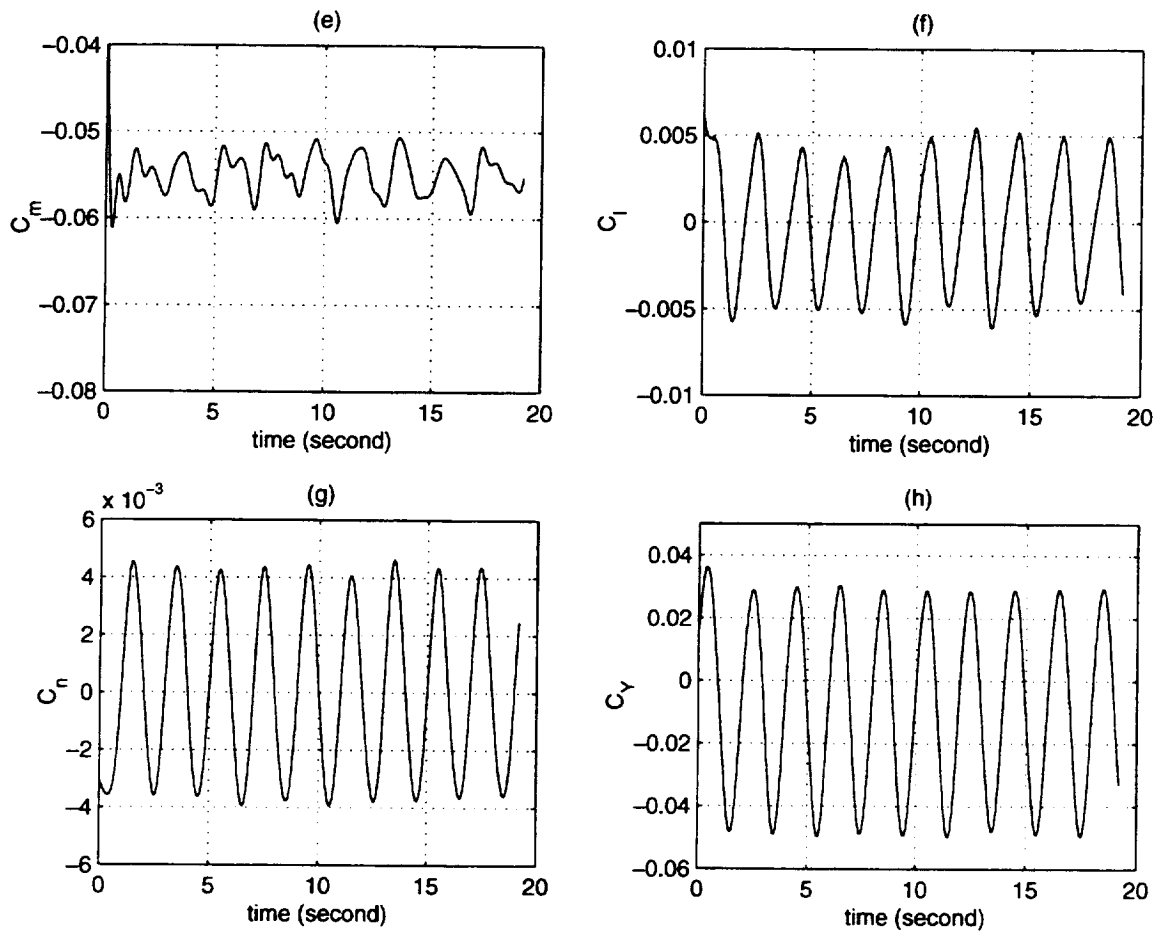 (e)
−0.04
−0.05
−0.06
−0.07
−0.08
C_m
0 5 10 15 20
time (second)
(f)
0.01
0.005
0
−0.005
−0.01
C_l
0 5 10 15 20
time (second)
(g)
x 10^−3
6
4
2
0
−2
−4
−6
C_n
0 5 10 15 20
time (second)
(h)
0.04
0.02
0
−0.02
−0.04
−0.06
C_Y
0 5 10 15 20
time (second)